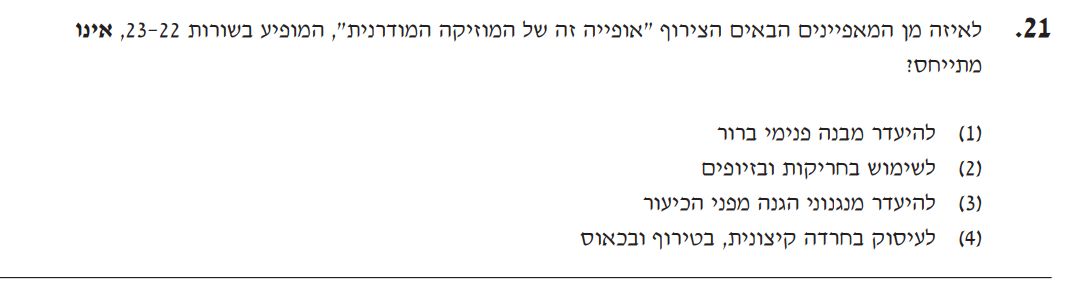 21. לאיזה מן המאפיינים הבאים הצירוף "אופייה זה של המוזיקה המודרנית", המופיע בשורות 22-23, אינו
מתייחס?
(1) להיעדר מבנה פנימי ברור
(2) לשימוש בחריקות ובזיופים
(3) להיעדר מנגנוני הגנה מפני הכיעור
(4) לעיסוק בחרדה קיצונית, בטירוף ובכאוס